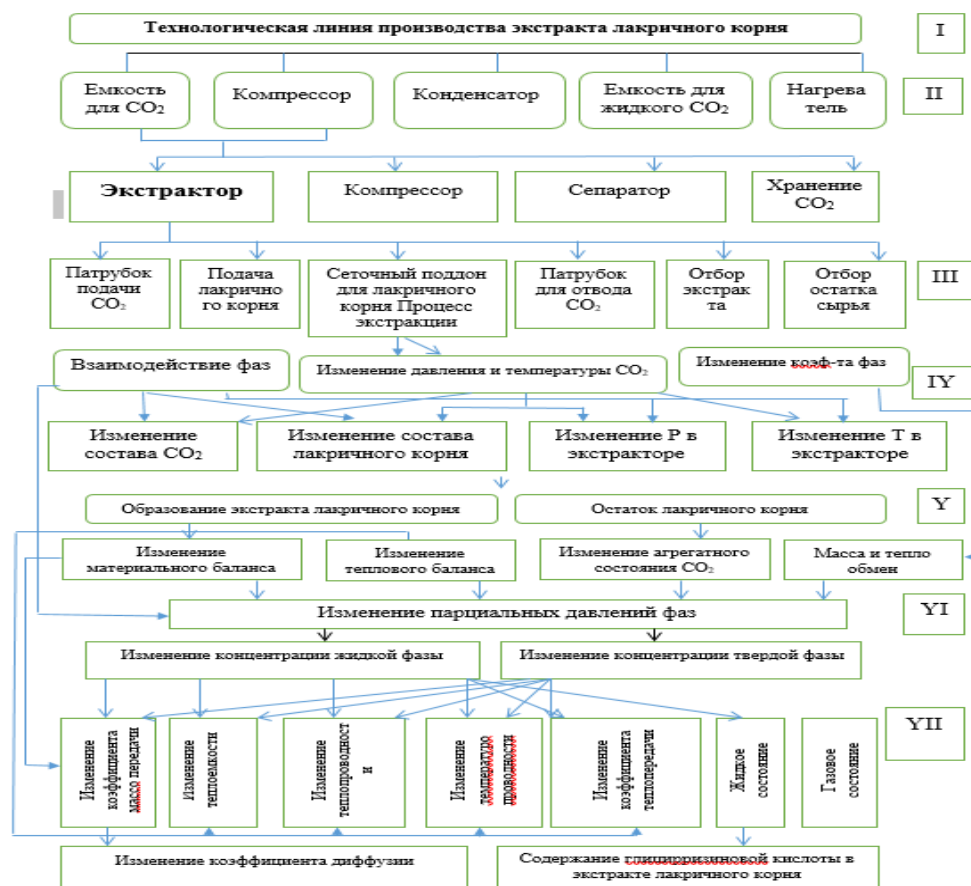 Технологическая линия производства экстракта лакричного корня
I
Емкость
для CO₂
Компрессор
Конденсатор
Емкость для
жидкого CO₂
Нагрева
тель
II
Экстрактор
Компрессор
Сепаратор
Хранение
CO₂
Патрубок
подачи
CO₂
Подача
лакрично
го корня
Сеточный поддон
для лакричного
корня Процесс
экстракции
Патрубок
для отвода
CO₂
Отбор
экстрак
та
Отбор
остатка
сырья
III
Взаимодействие фаз
Изменение давления и температуры CO₂
Изменение коэф-та фаз
IY
Изменение
состава CO₂
Изменение состава
лакричного корня
Изменение P в
экстракторе
Изменение T в
экстракторе
Образование экстракта лакричного корня
Остаток лакричного корня
Y
Изменение
материального баланса
Изменение
теплового баланса
Изменение агрегатного
состояния CO₂
Масса и тепло
обмен
Изменение парциальных давлений фаз
YI
Изменение концентрации жидкой фазы
Изменение концентрации твердой фазы
Изменение
коэффициента
массо передачи
Изменение
теплоемкости
Изменение
теплопроводност
и
Изменение
температуро
проводности
Изменение
коэффициента
теплопередачи
Жидкое
состояние
Газовое
состояние
YII
Изменение коэффициента диффузии
Содержание глицирризиновой кислоты в
экстракте лакричного корня